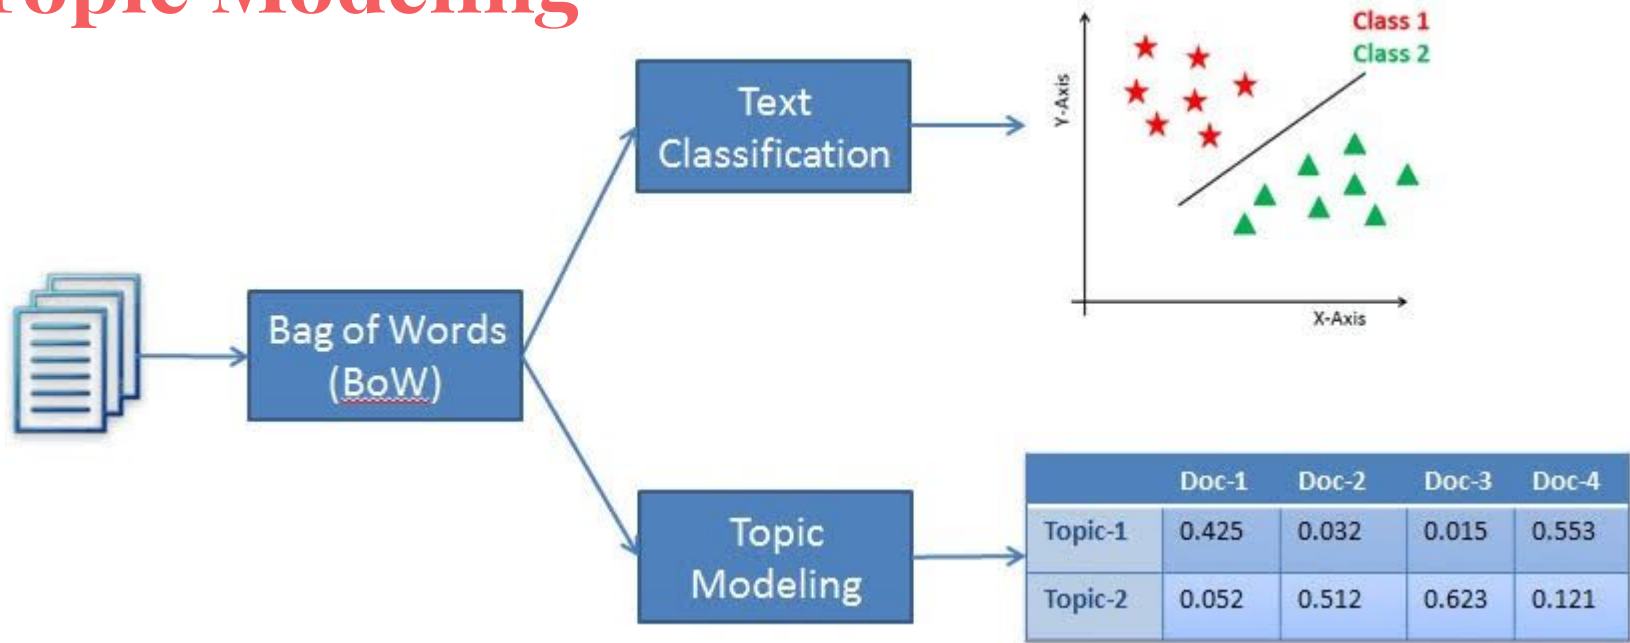 Topic Modeling
Class 1
Class 2
Text
Classification
Y-Axis
X-Axis
Bag of Words
(BoW)
Topic
Modeling
Doc-1 Doc-2 Doc-3 Doc-4
Topic-1 0.425 0.032 0.015 0.553
Topic-2 0.052 0.512 0.623 0.121